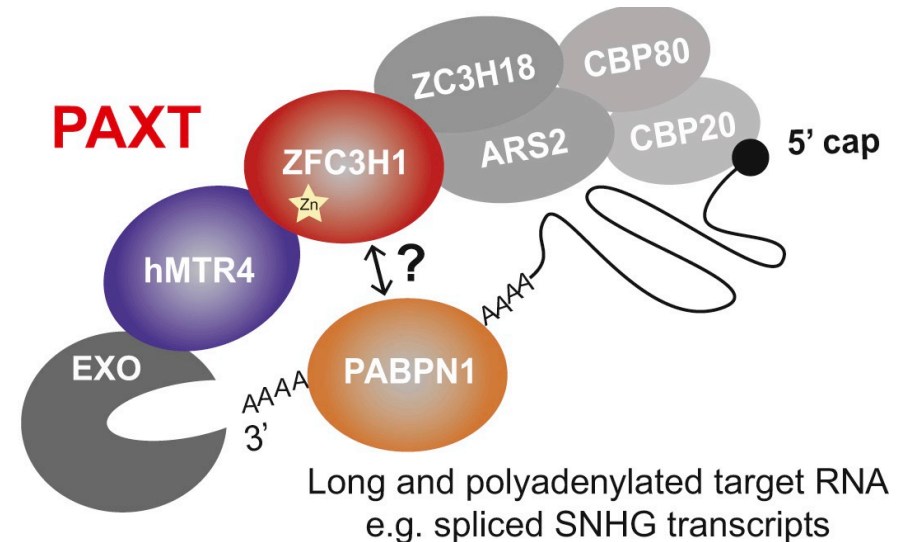 PAXT
ZC3H18
CBP80
ZFC3H1
ARS2
CBP20
5’ cap
Zn
hMTR4
?
AAAA
EXO
PABPN1
AAAA
3’
Long and polyadenylated target RNA
e.g. spliced SNHG transcripts